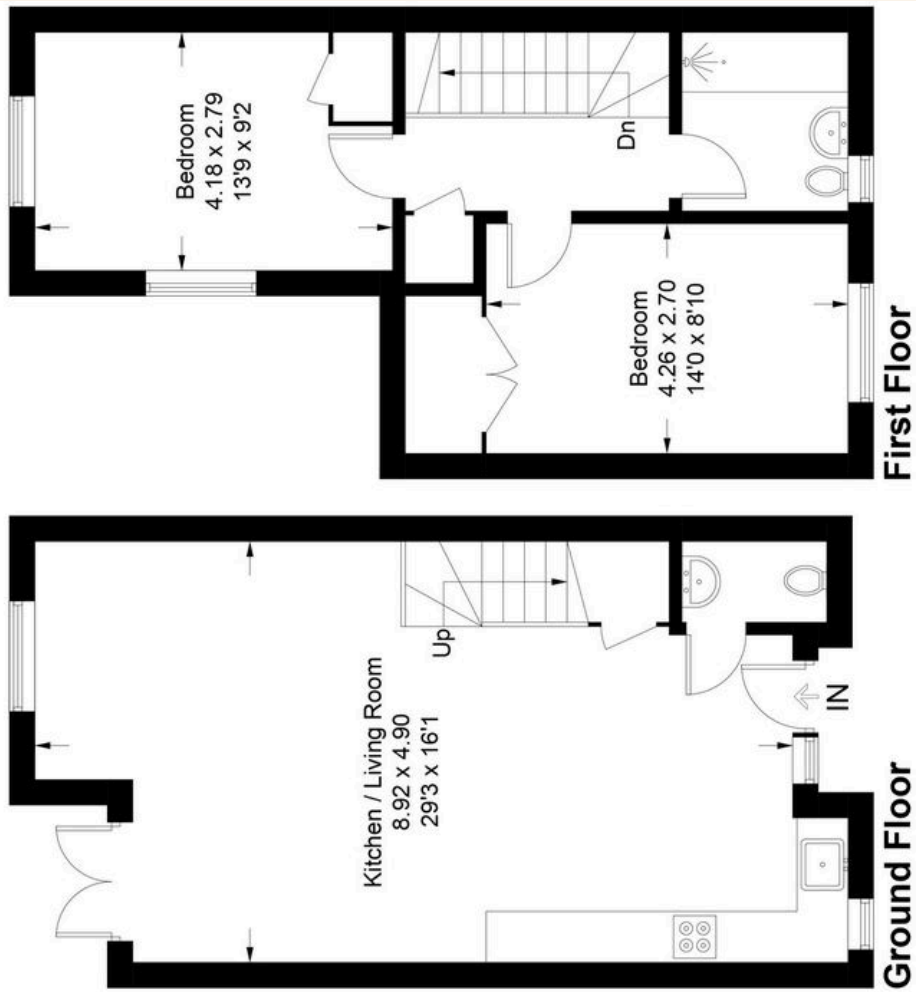 Kitchen / Living Room
8.92 x 4.90
29'3 x 16'1
Up
IN
Ground Floor
Bedroom
4.18 x 2.79
13'9 x 9'2
Dn
Bedroom
4.26 x 2.70
14'0 x 8'10
First Floor